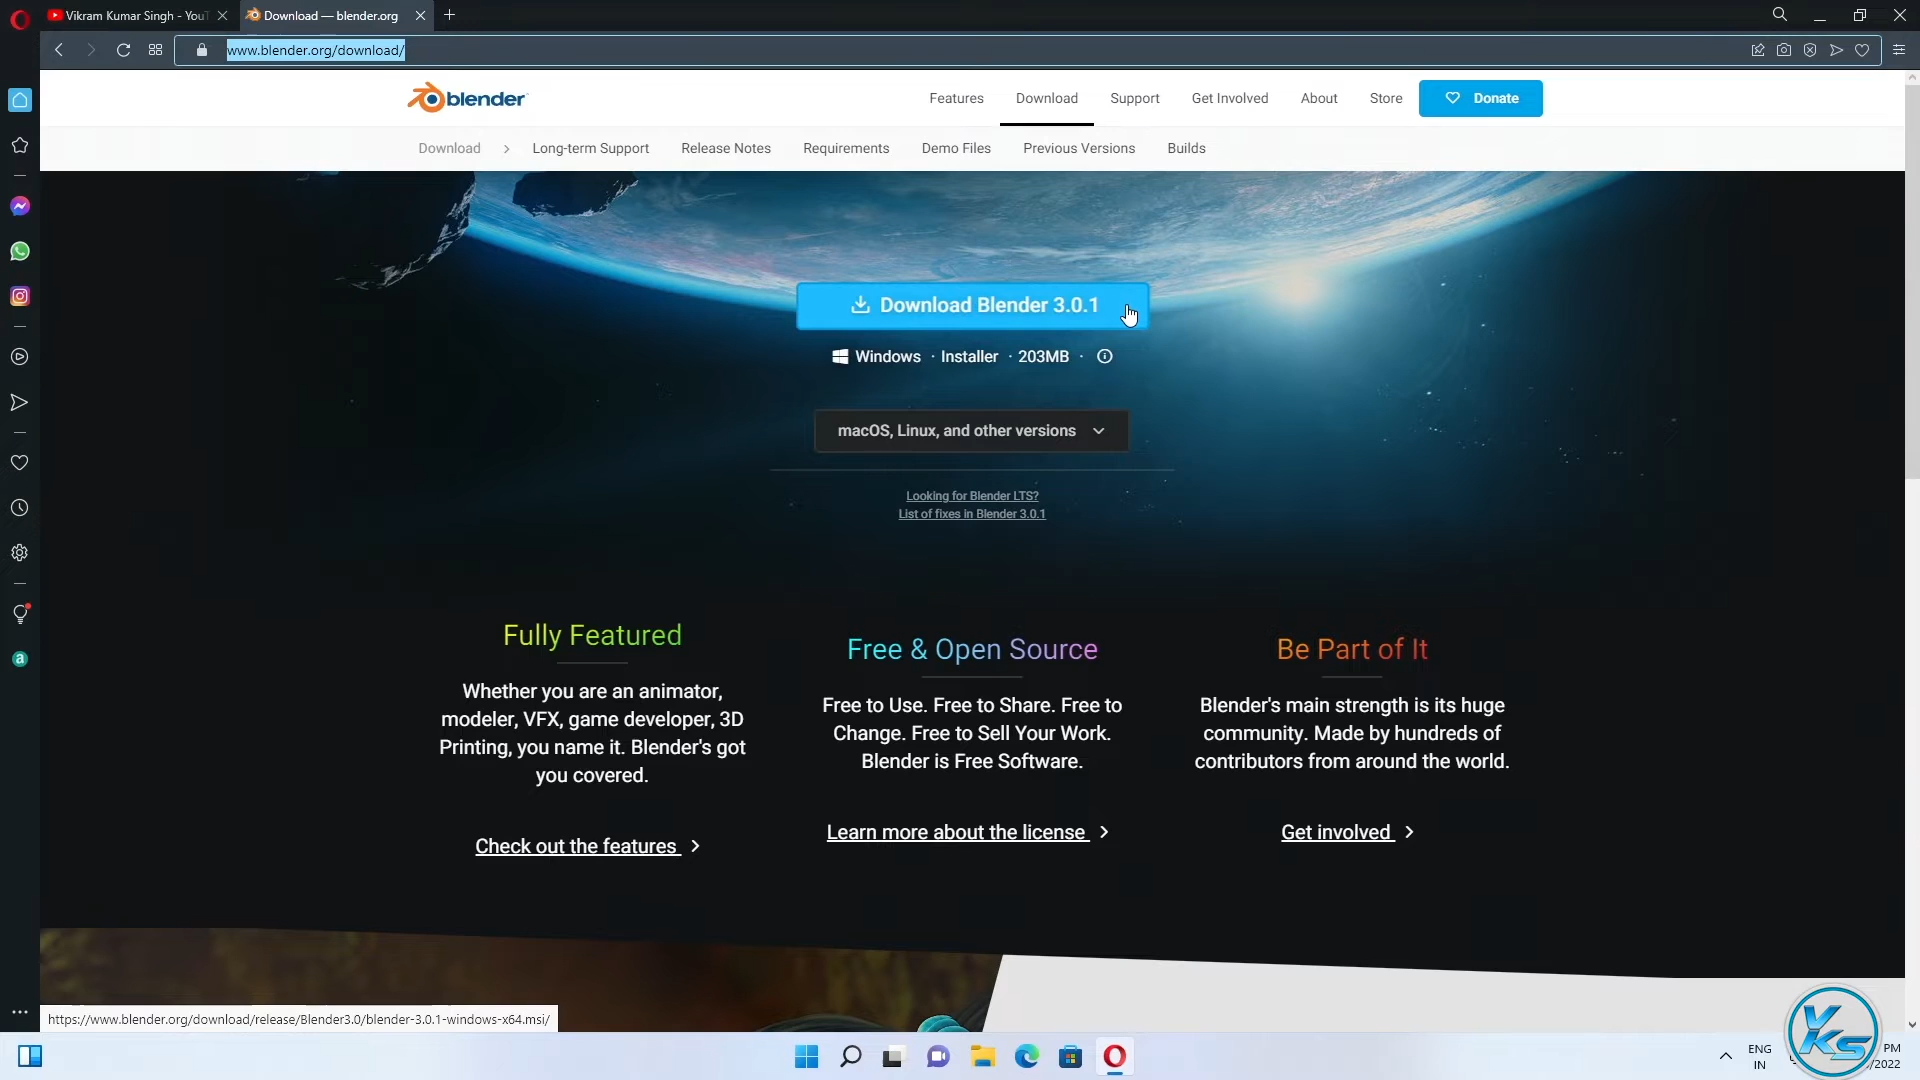 Vikram Kumar Singh - YouT
Download — blender.org
www.blender.org/download/
blender
Features
Download
Support
Get Involved
About
Store
Donate
Download
Long-term Support
Release Notes
Requirements
Demo Files
Previous Versions
Builds
Download Blender 3.0.1
Windows · Installer · 203MB ·
macOS, Linux, and other versions
Looking for Blender LTS?
List of fixes in Blender 3.0.1
Fully Featured
Whether you are an animator,
modeler, VFX, game developer, 3D
Printing, you name it. Blender's got
you covered.
Check out the features
Free & Open Source
Free to Use. Free to Share. Free to
Change. Free to Sell Your Work.
Blender is Free Software.
Learn more about the license
Be Part of It
Blender's main strength is its huge
community. Made by hundreds of
contributors from around the world.
Get involved
https://www.blender.org/download/release/Blender3.0/blender-3.0.1-windows-x64.msi/
ENG
IN
PM
/2022
VKS